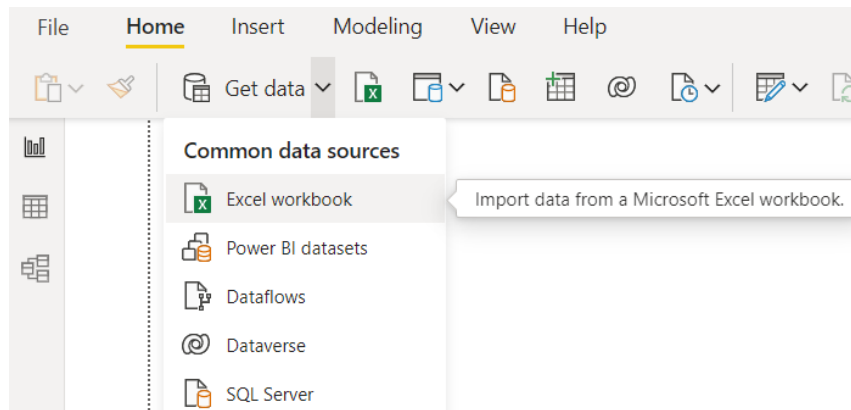 File Home Insert Modeling View Help
Get data
Common data sources
Excel workbook
Import data from a Microsoft Excel workbook.
Power BI datasets
Dataflows
Dataverse
SQL Server